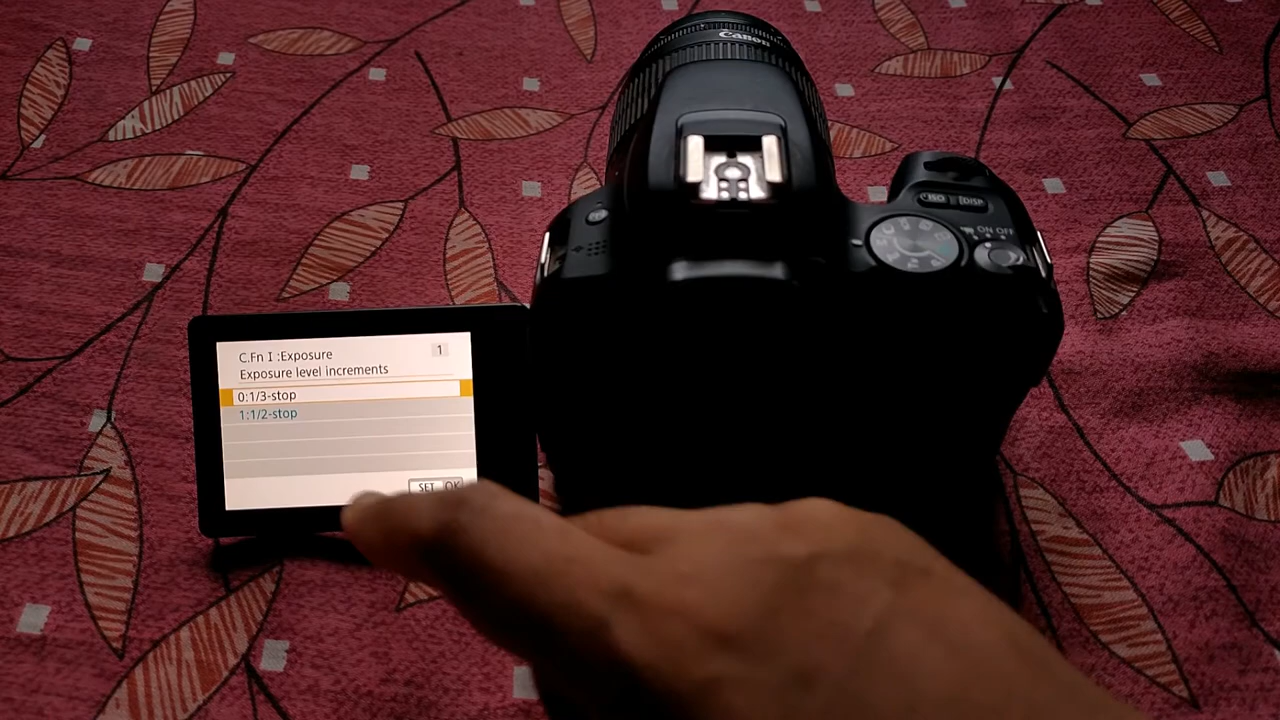 Canon
ISO
DISP
ON OFF
C.Fn I :Exposure
1
Exposure level increments
0:1/3-stop
1:1/2-stop
SET OK